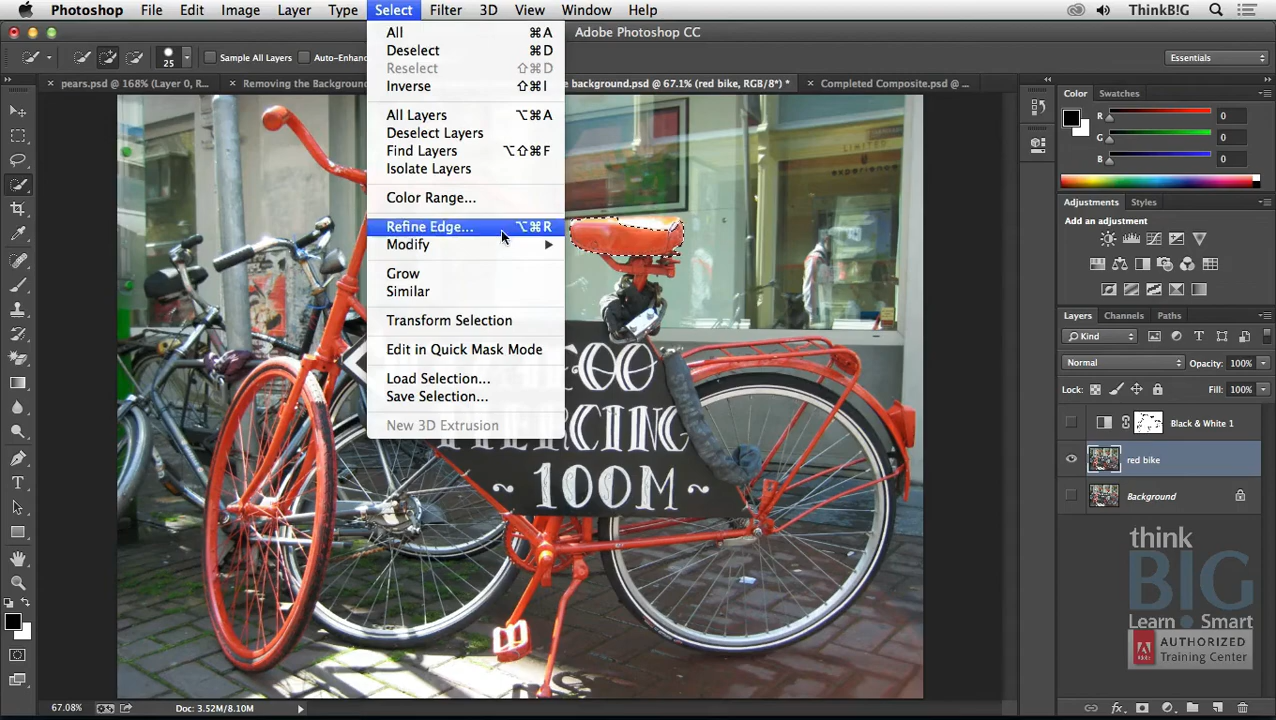 Photoshop File Edit Image Layer Type Select Filter 3D View Window Help ThinkB!G
Adobe Photoshop CC
25 Sample All Layers Auto-Enhan Essentials
pears.psd @ 168% (Layer 0, R... Removing the Background e background.psd @ 67.1% (red bike, RGB/8*) * Completed Composite.psd @ ...
All ⌘A
Deselect ⌘D
Reselect ⇧⌘D
Inverse ⇧⌘I
All Layers ⌥⌘A
Deselect Layers
Find Layers ⌥⇧⌘F
Isolate Layers
Color Range...
Refine Edge... ⌥⌘R
Modify
Grow
Similar
Transform Selection
Edit in Quick Mask Mode
Load Selection...
Save Selection...
New 3D Extrusion
LIMITED
experience
TOO
PIERCING
~ 100M ~
Color Swatches
R 0
G 0
B 0
Adjustments Styles
Add an adjustment
Layers Channels Paths
Kind
Normal Opacity: 100%
Lock: Fill: 100%
Black & White 1
red bike
Background
think
BIG
Learn Smart
AUTHORIZED
Training Center
67.08% Doc: 3.52M/8.10M